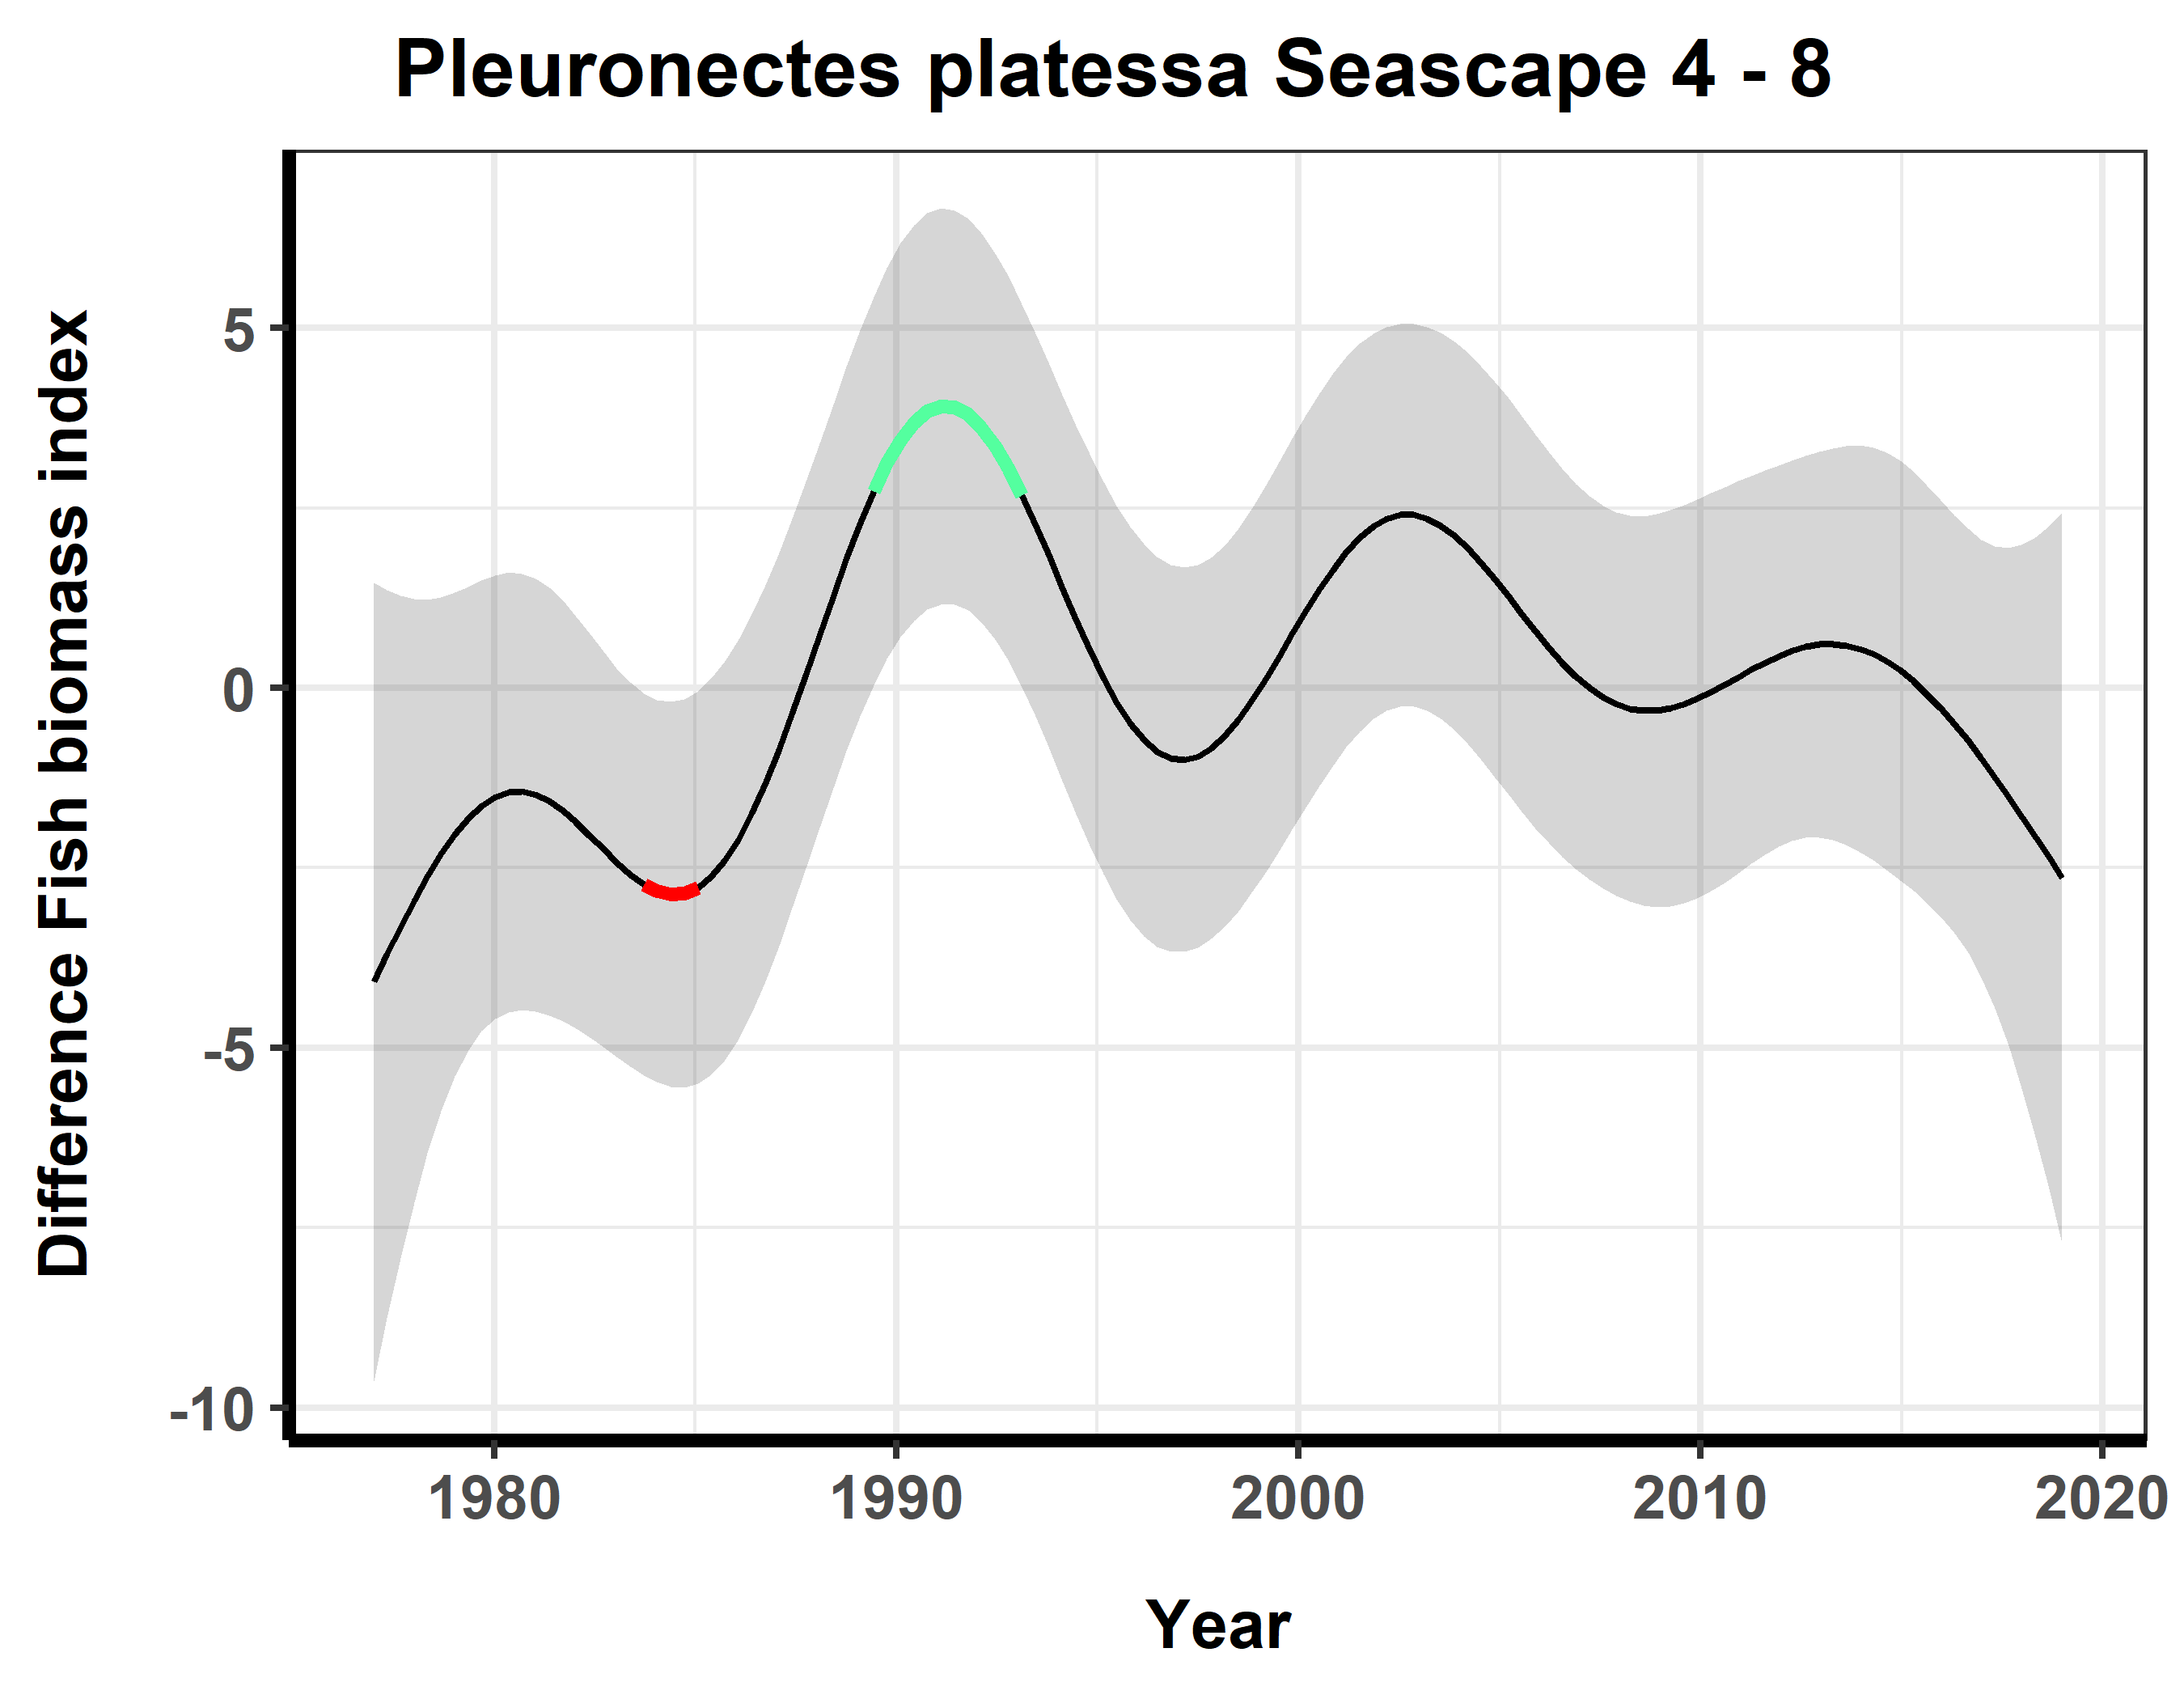 Pleuronectes platessa Seascape 4 - 8
Difference Fish biomass index
5
0
-5
-10
1980 1990 2000 2010 2020
Year